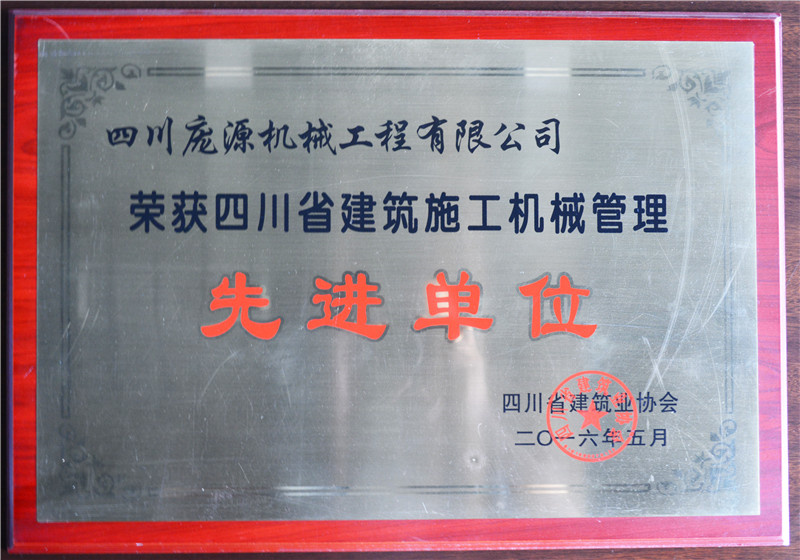 四川庞源机械工程有限公司
荣获四川省建筑施工机械管理
先进单位
四川省建筑业协会
二〇一六年五月